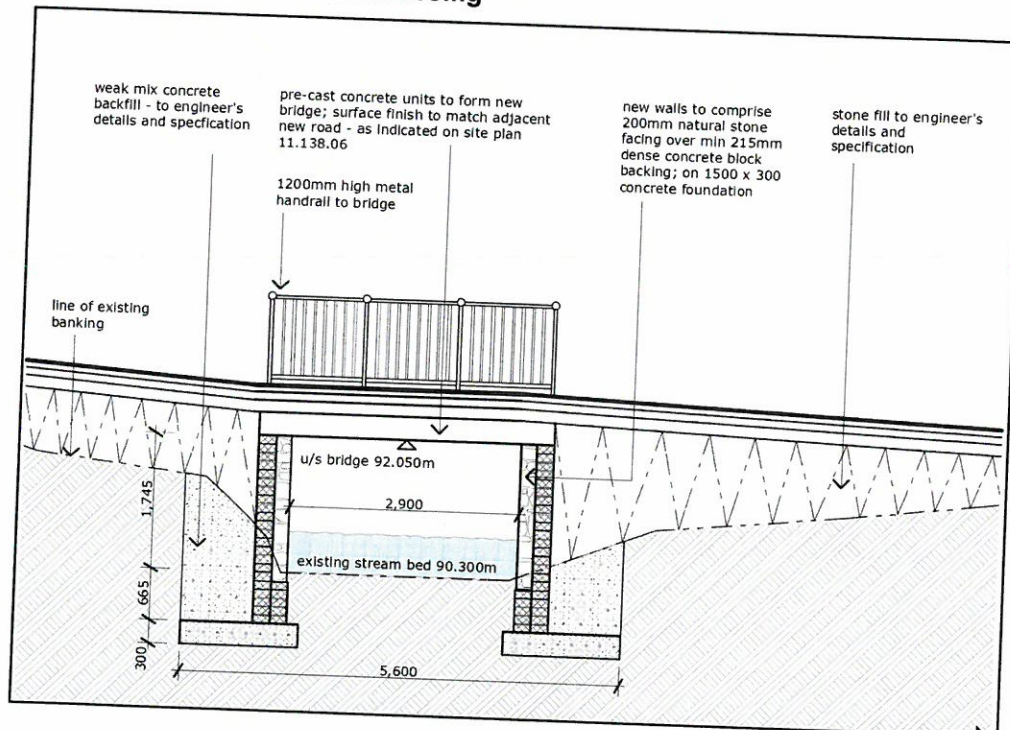 weak mix concrete
backfill - to engineer's
details and specfication
pre-cast concrete units to form new
bridge; surface finish to match adjacent
new road - as indicated on site plan
11.138.06
1200mm high metal
handrail to bridge
new walls to comprise
200mm natural stone
facing over min 215mm
dense concrete block
backing; on 1500 x 300
concrete foundation
stone fill to engineer's
details and
specification
line of existing
banking
u/s bridge 92.050m
2,900
existing stream bed 90.300m
1,745
665
300
5,600